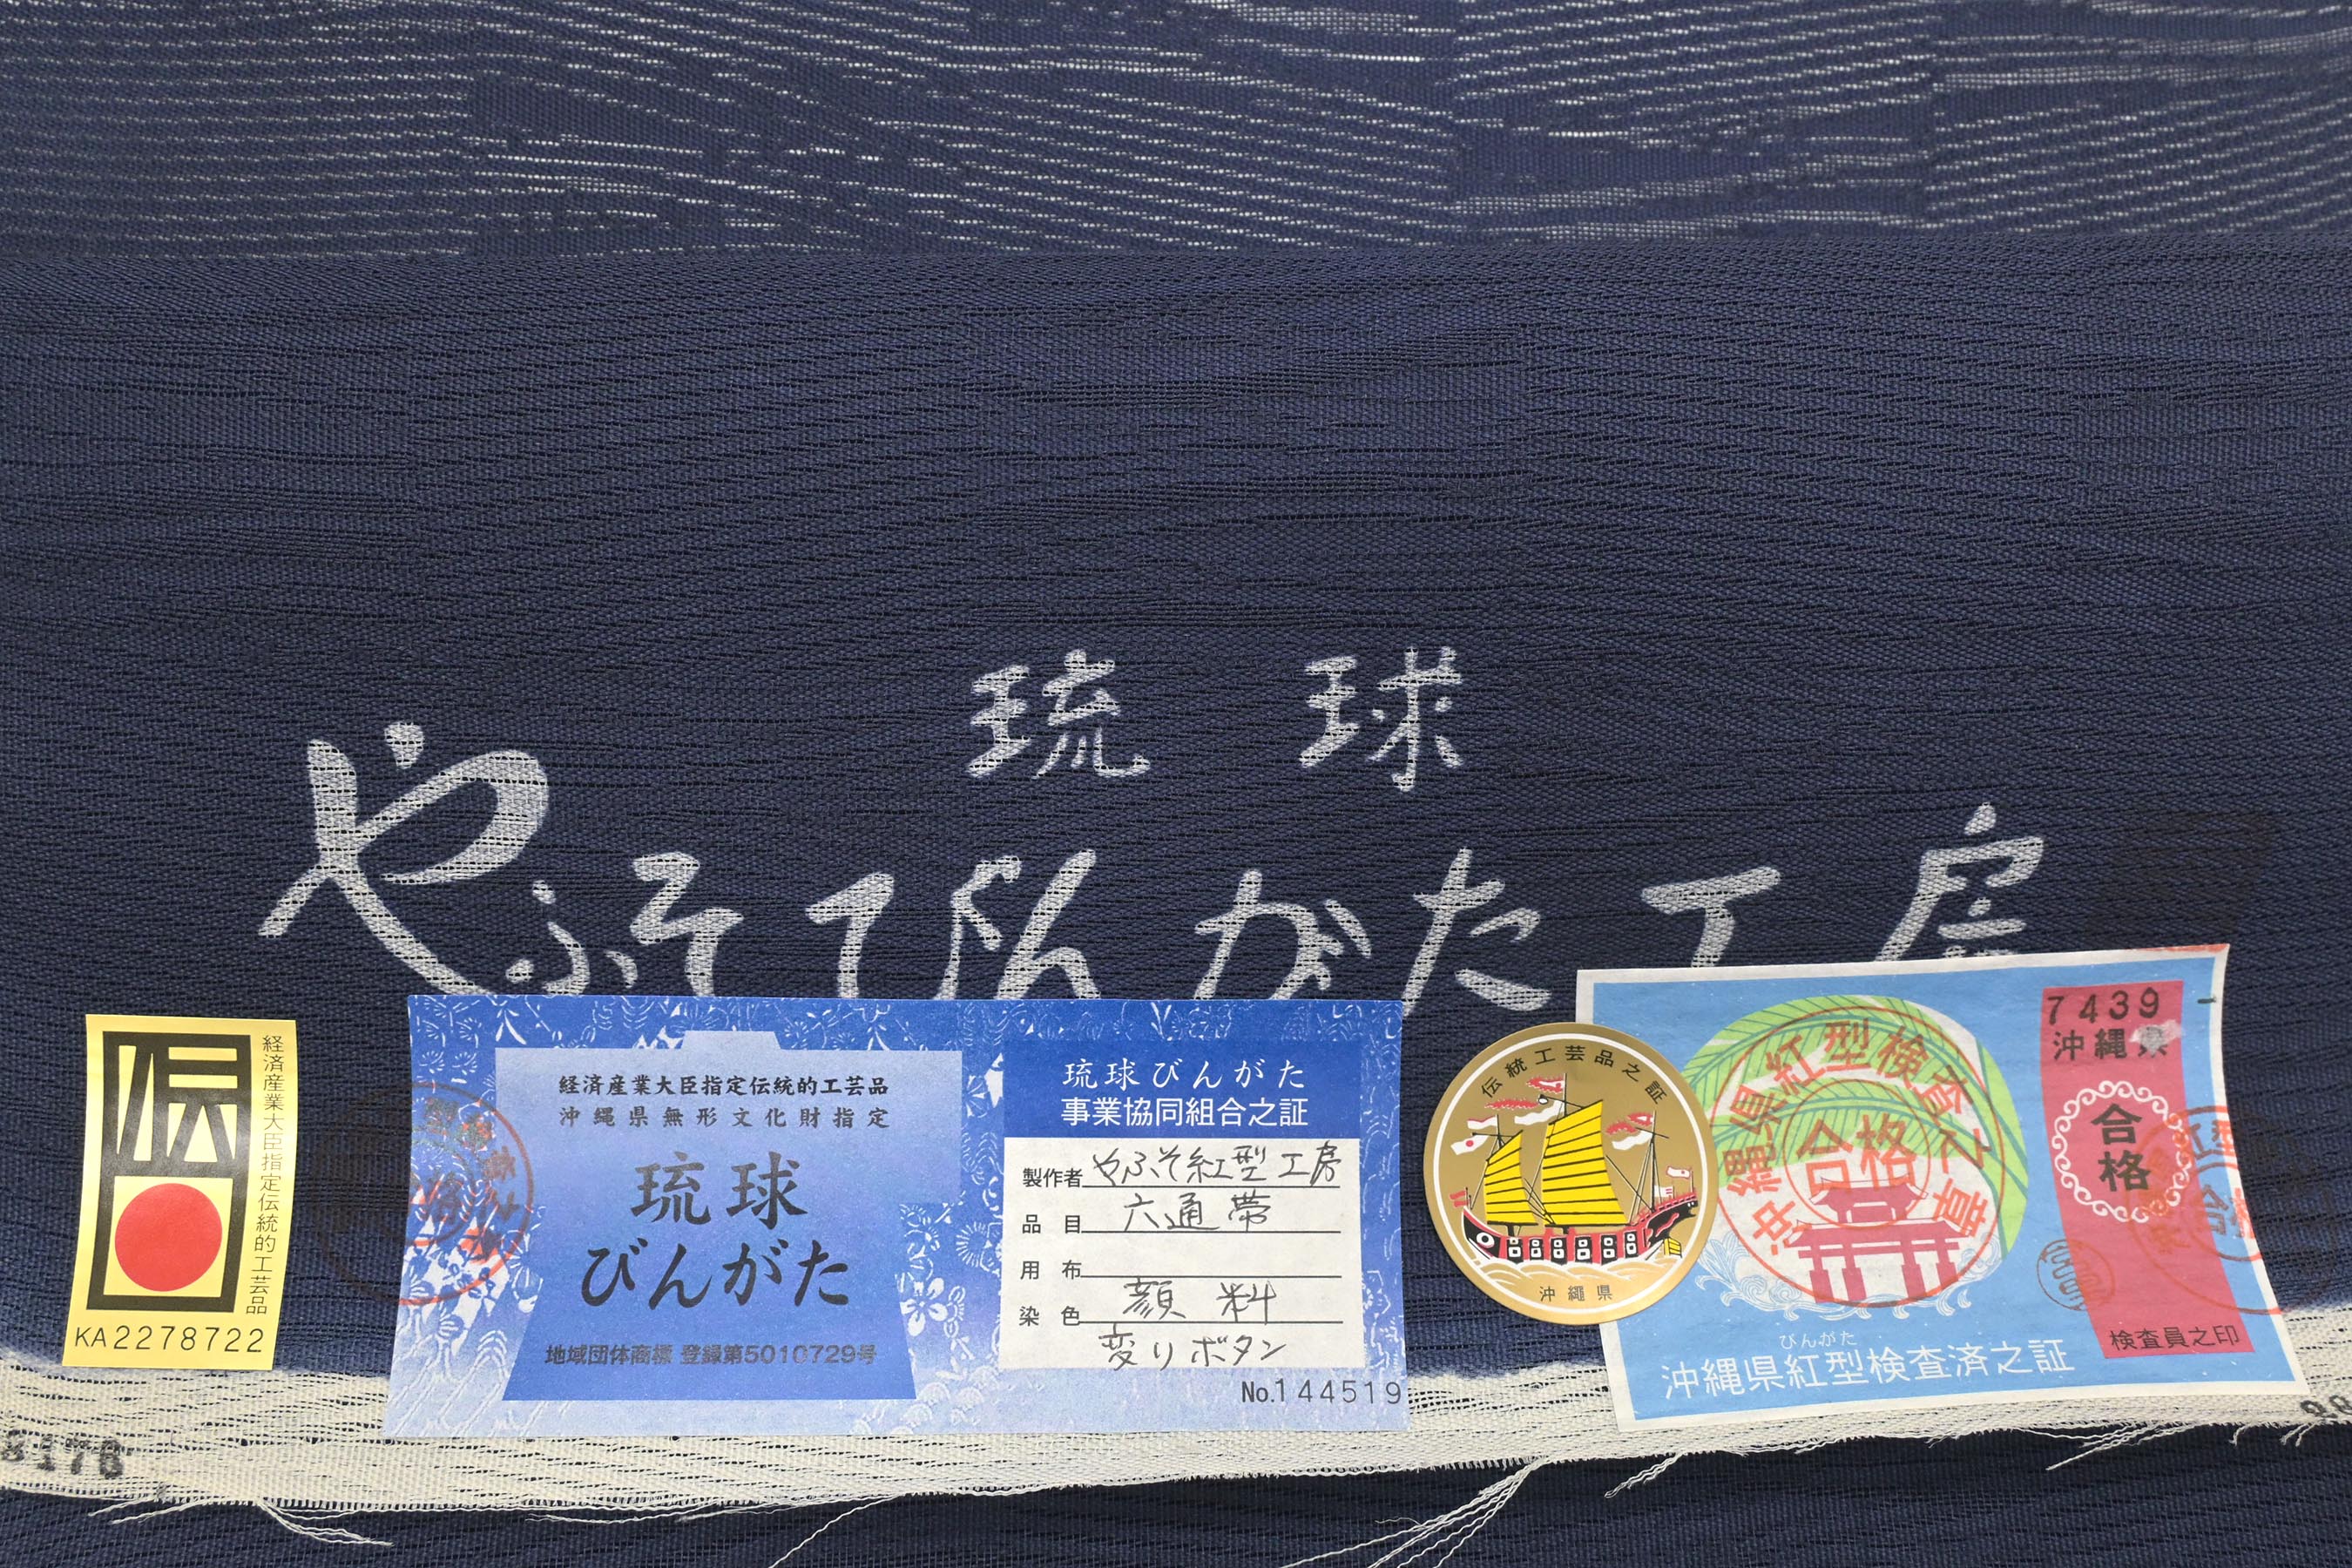 琉球
やふそびんがた工房
伝
経済産業大臣指定伝統的工芸品
KA2278722
経済産業大臣指定伝統的工芸品
沖縄県無形文化財指定
琉球
びんがた
地域団体商標 登録第5010729号
琉球びんがた
事業協同組合之証
製作者 やふそ紅型工房
品目 六通帯
用布
染色 顔料
変りボタン
No.144519
伝統工芸品之証
沖縄県
沖縄県紅型検査之章
合格
びんがた
沖縄県紅型検査済之証
7439
沖縄県
合格
検査員之印
8178